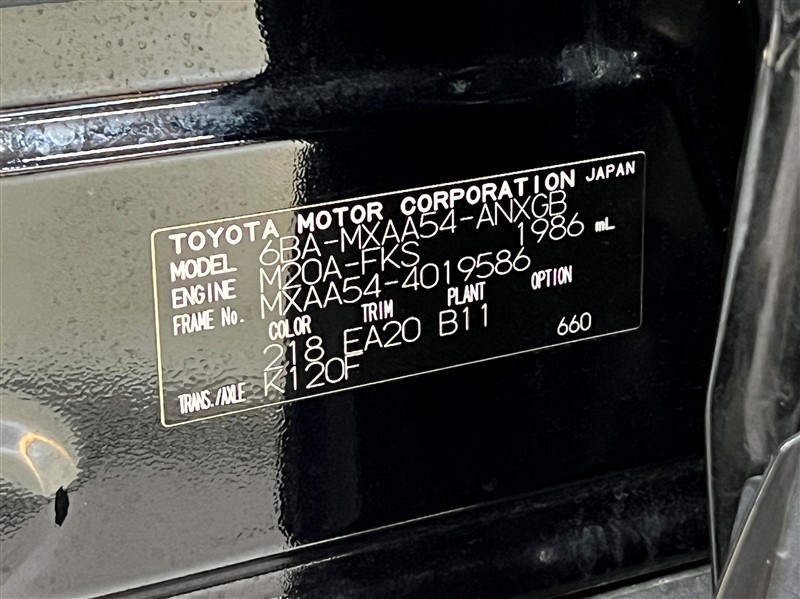 TOYOTA MOTOR CORPORATION JAPAN
MODEL 6BA-MXAA54-ANXGB
ENGINE M20A-FKS 1986 mL
FRAME No. MXAA54-4019586
COLOR TRIM PLANT OPTION
218 EA20 B11 660
TRANS./AXLE K120F